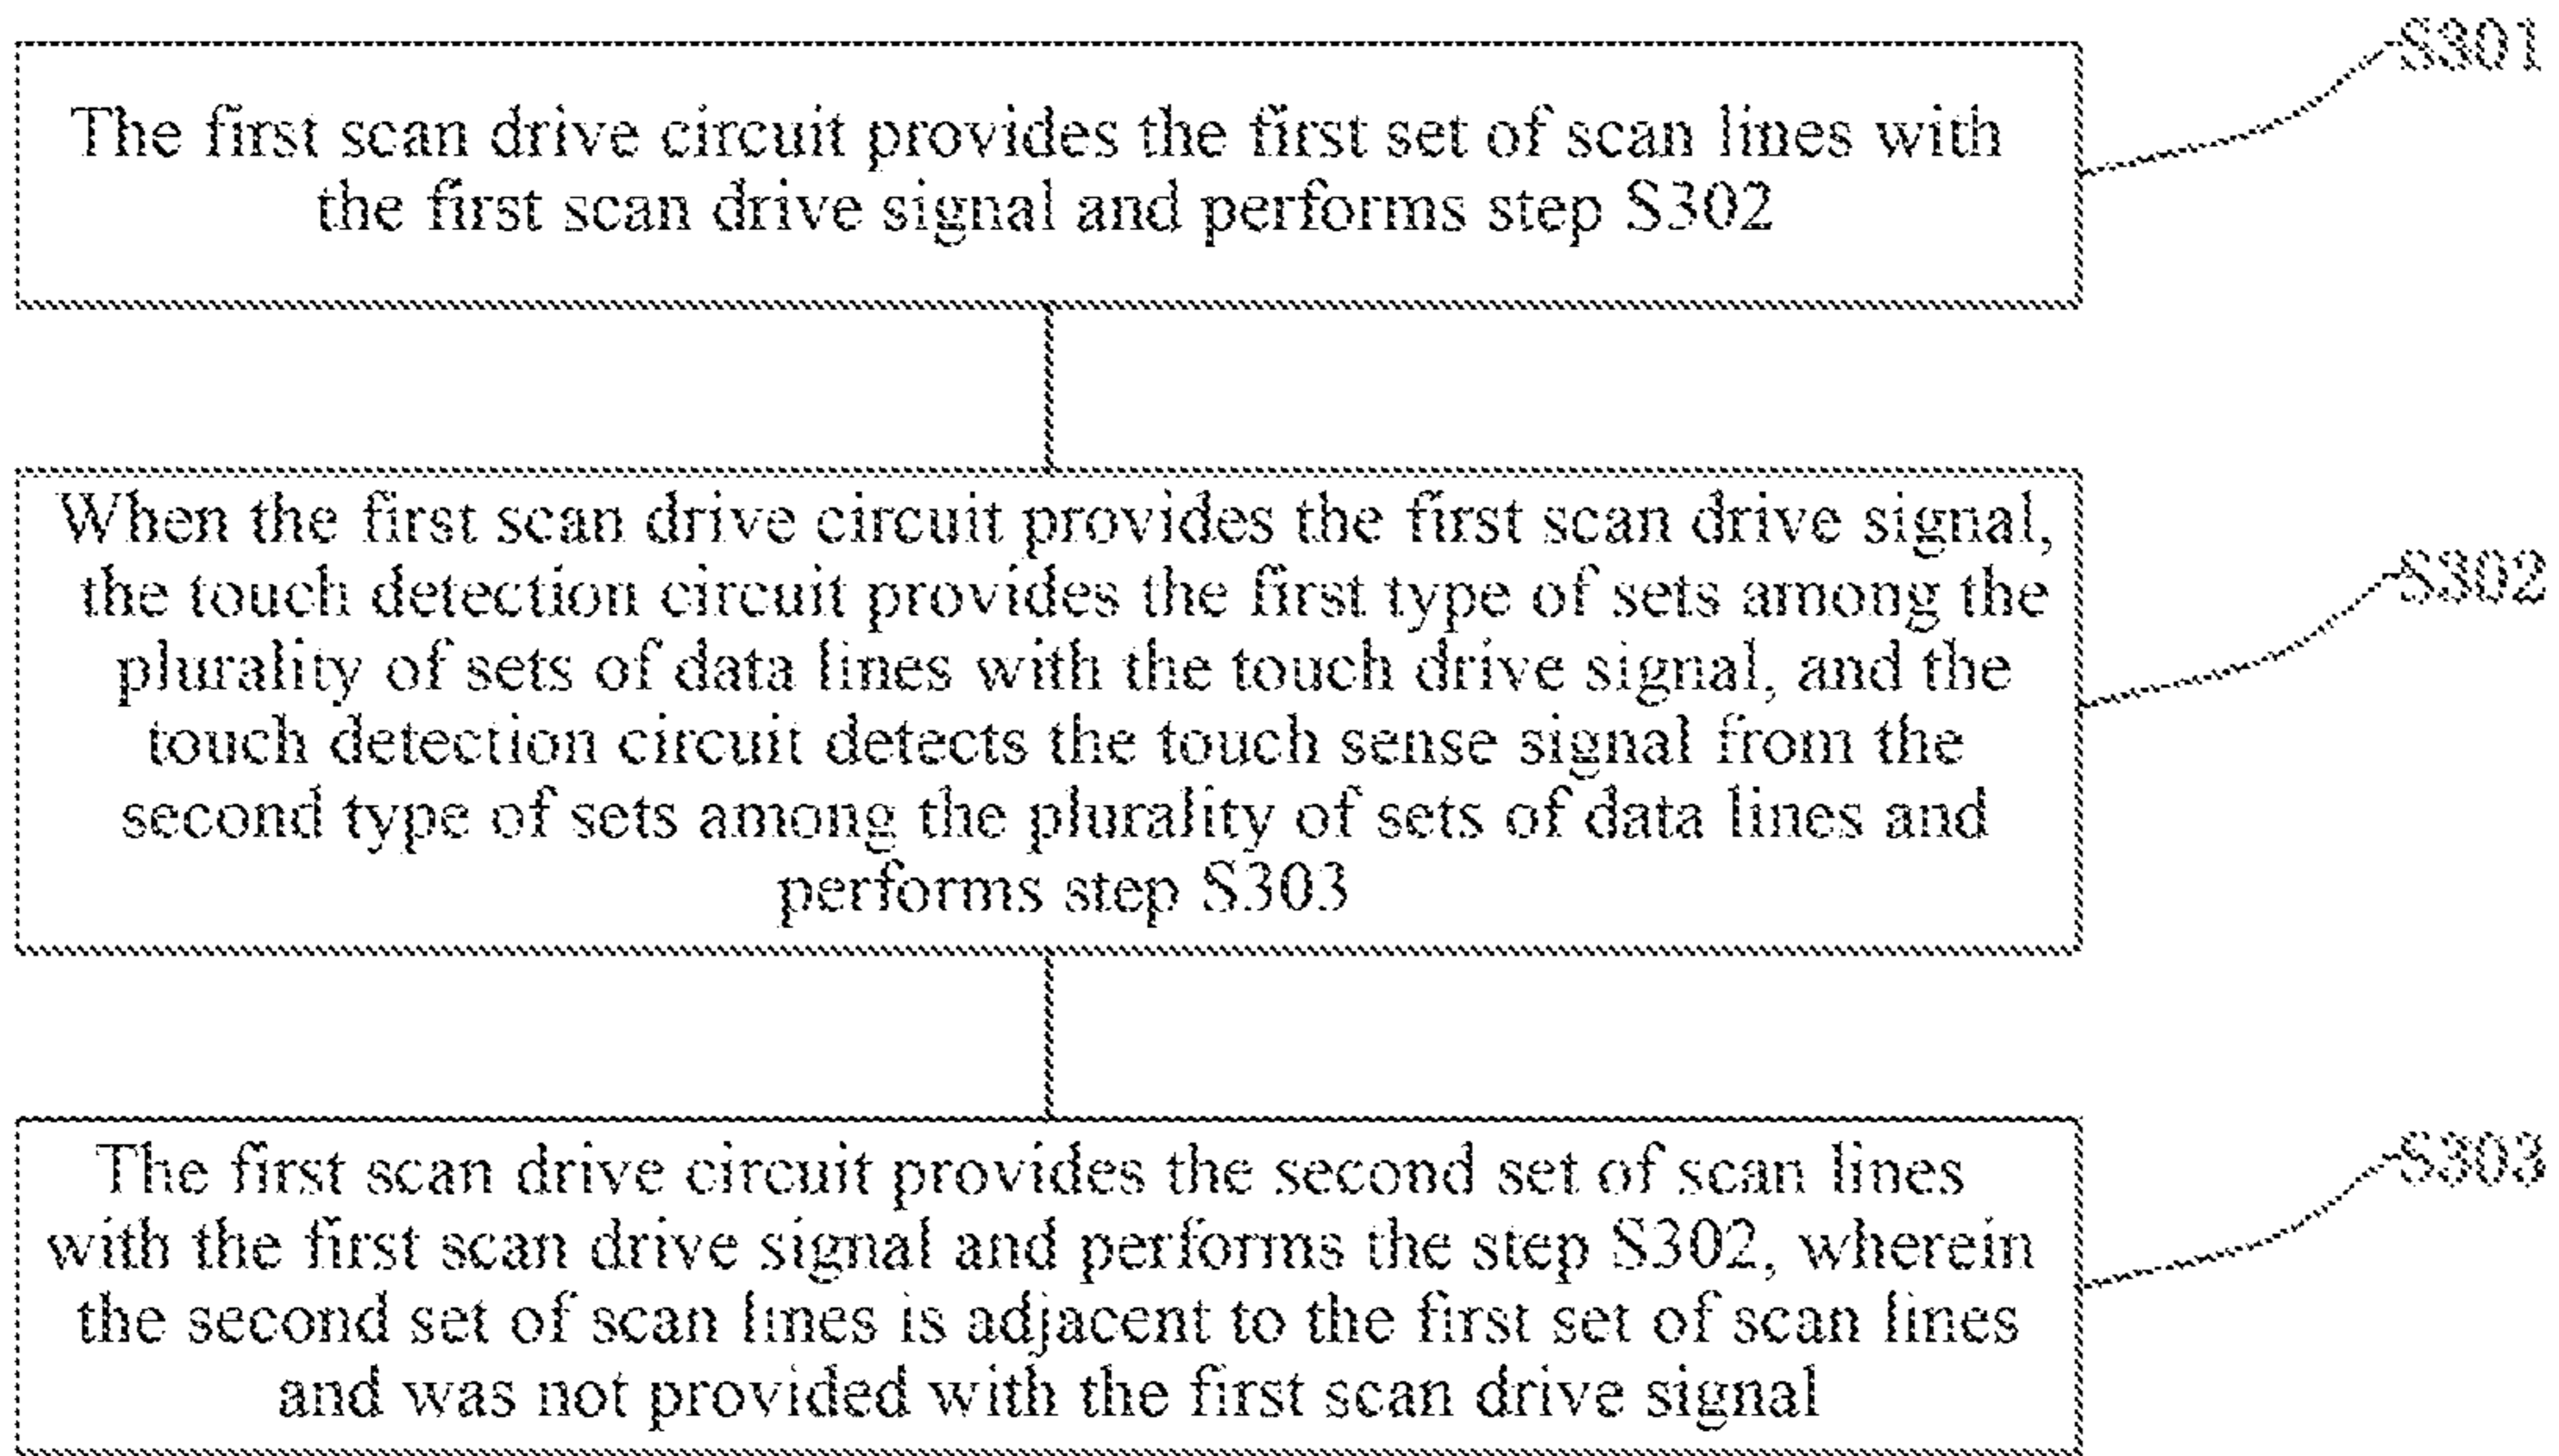 S301
The first scan drive circuit provides the first set of scan lines with
the first scan drive signal and performs step S302
When the first scan drive circuit provides the first scan drive signal,
the touch detection circuit provides the first type of sets among the
plurality of sets of data lines with the touch drive signal, and the
touch detection circuit detects the touch sense signal from the
second type of sets among the plurality of sets of data lines and
performs step S303
S302
The first scan drive circuit provides the second set of scan lines
with the first scan drive signal and performs the step S302, wherein
the second set of scan lines is adjacent to the first set of scan lines
and was not provided with the first scan drive signal
S303